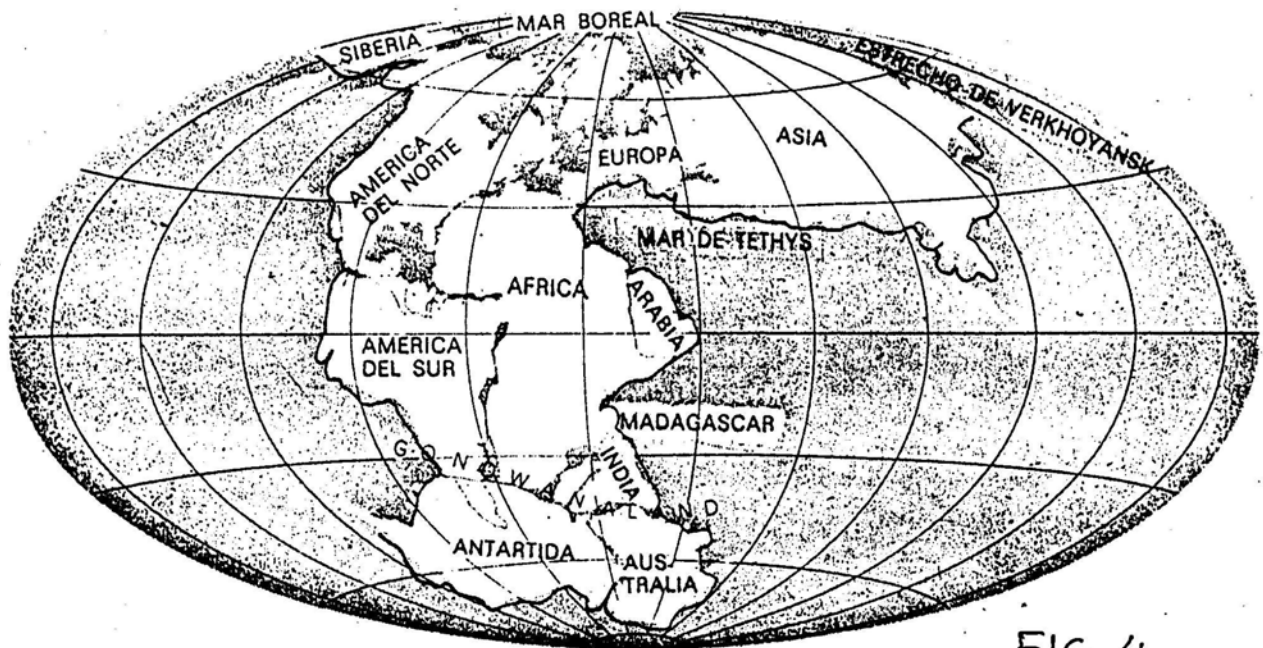 MAR BOREAL
SIBERIA
ESTRECHO DE VERKHOYANSK
AMERICA
DEL NORTE
EUROPA
ASIA
MAR DE TETHYS
AFRICA
ARABIA
AMERICA
DEL SUR
MADAGASCAR
INDIA
ANTARTIDA
AUS
TRALIA
FIG 4